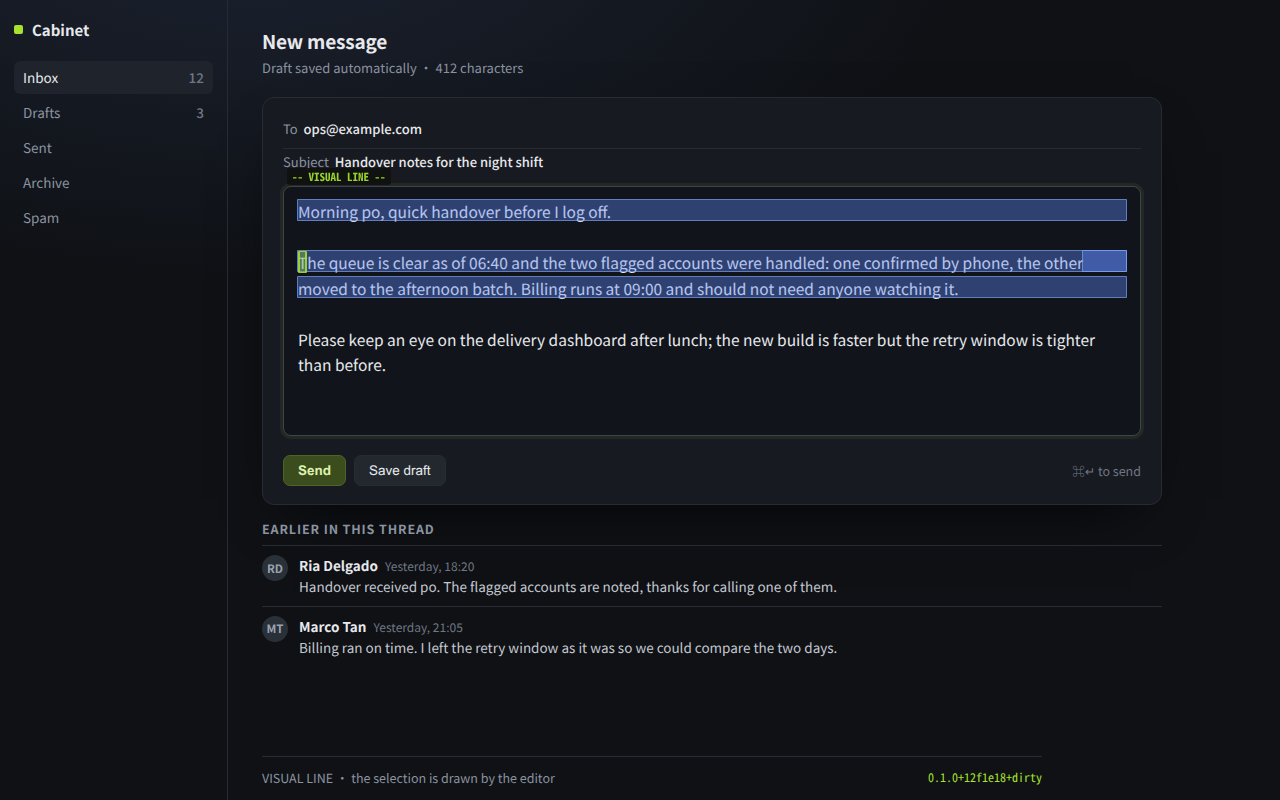 Cabinet
Inbox 12
Drafts 3
Sent
Archive
Spam
New message
Draft saved automatically • 412 characters
To ops@example.com
Subject Handover notes for the night shift
-- VISUAL LINE --
Morning po, quick handover before I log off.
The queue is clear as of 06:40 and the two flagged accounts were handled: one confirmed by phone, the other
moved to the afternoon batch. Billing runs at 09:00 and should not need anyone watching it.
Please keep an eye on the delivery dashboard after lunch; the new build is faster but the retry window is tighter
than before.
Send
Save draft
⌘↵ to send
EARLIER IN THIS THREAD
RD Ria Delgado Yesterday, 18:20
Handover received po. The flagged accounts are noted, thanks for calling one of them.
MT Marco Tan Yesterday, 21:05
Billing ran on time. I left the retry window as it was so we could compare the two days.
VISUAL LINE • the selection is drawn by the editor
0.1.0+12f1e18+dirty